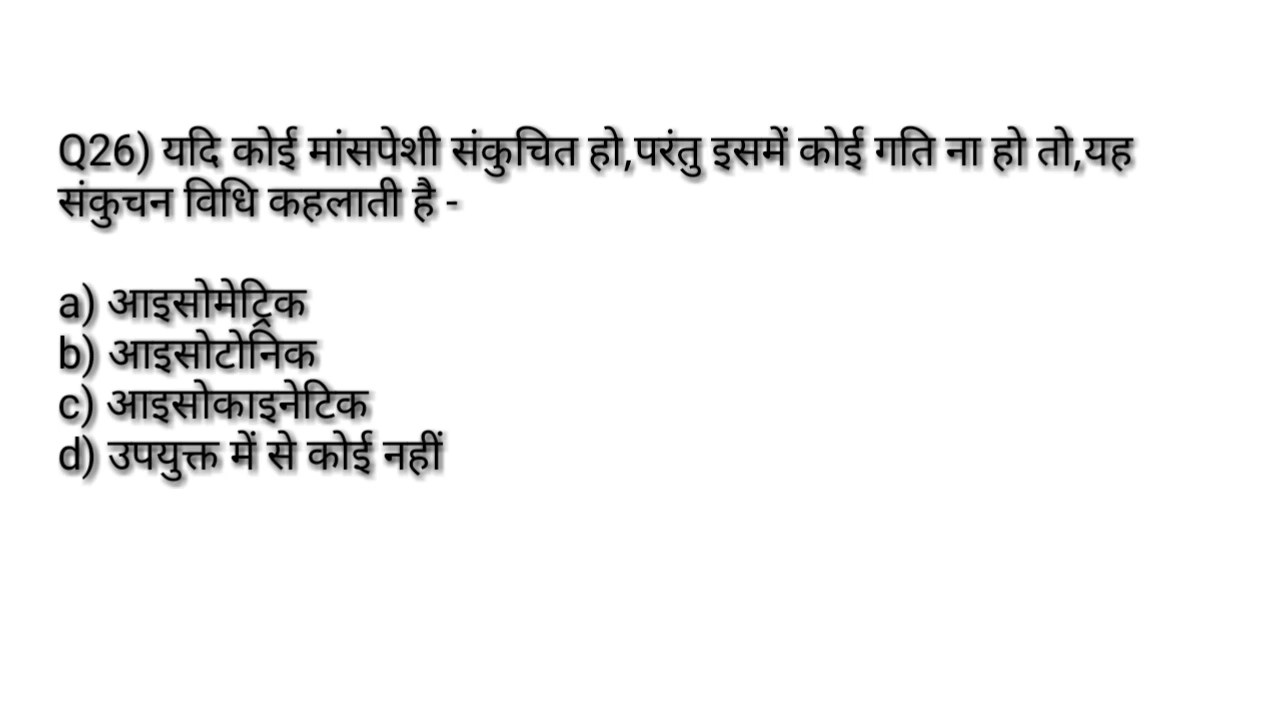 Q26) यदि कोई मांसपेशी संकुचित हो,परंतु इसमें कोई गति ना हो तो,यह
संकुचन विधि कहलाती है -
a) आइसोमेट्रिक
b) आइसोटोनिक
c) आइसोकाइनेटिक
d) उपयुक्त में से कोई नहीं